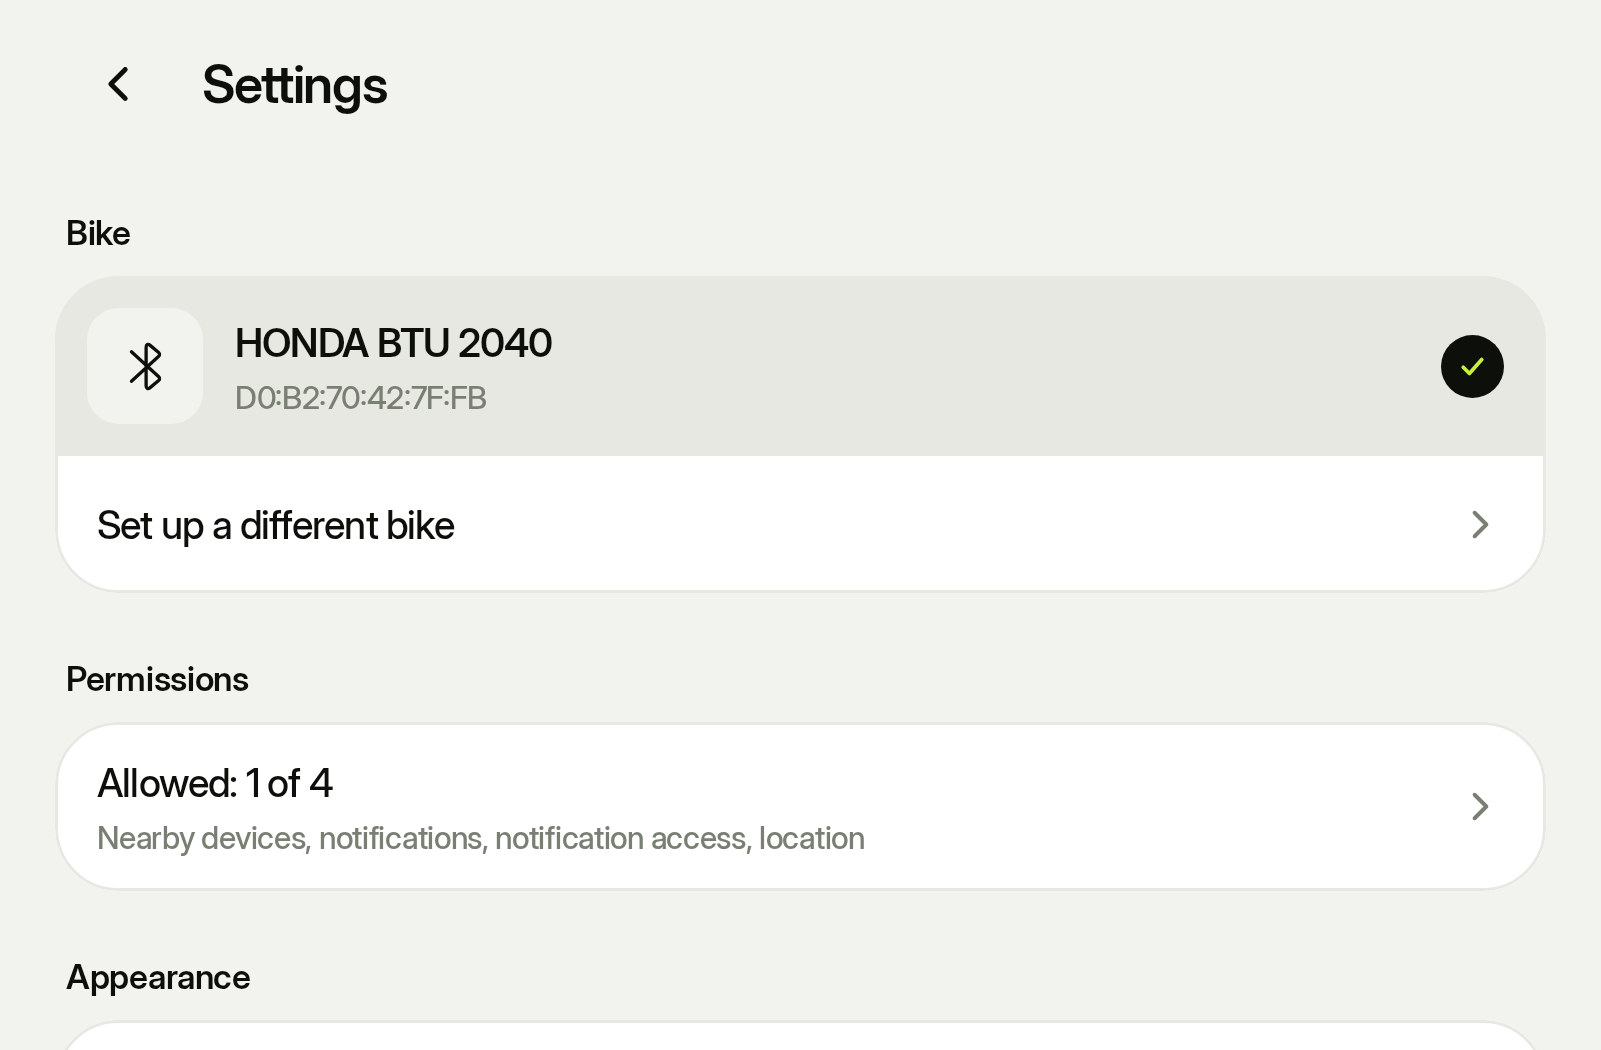 Settings
Bike
HONDA BTU 2040
D0:B2:70:42:7F:FB
Set up a different bike
Permissions
Allowed: 1 of 4
Nearby devices, notifications, notification access, location
Appearance